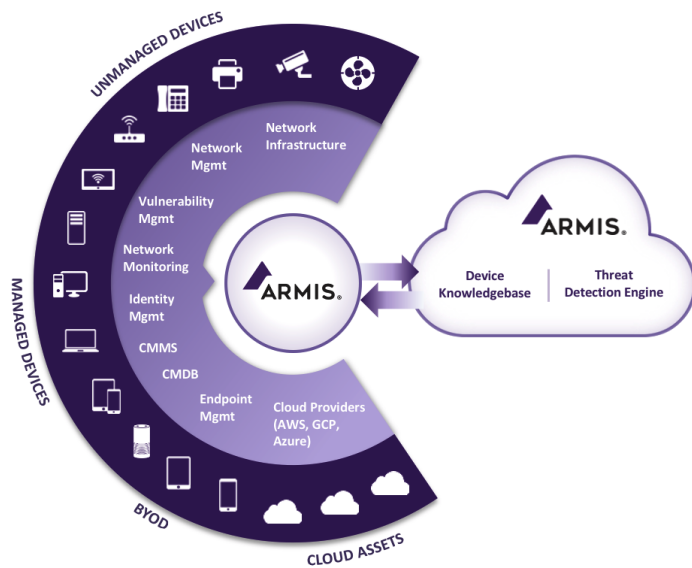 UNMANAGED DEVICES
Network
Infrastructure
Network
Mgmt
Vulnerability
Mgmt
Network
Monitoring
Identity
Mgmt
CMMS
CMDB
Endpoint
Mgmt
Cloud Providers
(AWS, GCP,
Azure)
MANAGED DEVICES
BYOD
CLOUD ASSETS
ARMIS®
ARMIS®
Device
Knowledgebase
Threat
Detection Engine